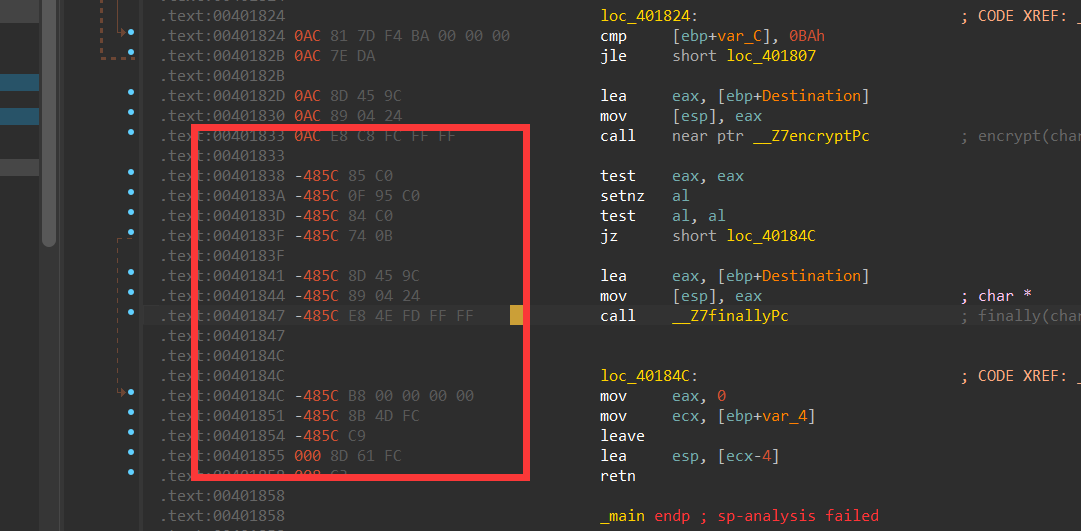 .text:00401824 loc_401824: ; CODE XREF: _
.text:00401824 0AC 81 7D F4 BA 00 00 00 cmp [ebp+var_C], 0BAh
.text:0040182B 0AC 7E DA jle short loc_401807
.text:0040182B
.text:0040182D 0AC 8D 45 9C lea eax, [ebp+Destination]
.text:00401830 0AC 89 04 24 mov [esp], eax
.text:00401833 0AC E8 C8 FC FF FF call near ptr __Z7encryptPc ; encrypt(char
.text:00401833
.text:00401838 -485C 85 C0 test eax, eax
.text:0040183A -485C 0F 95 C0 setnz al
.text:0040183D -485C 84 C0 test al, al
.text:0040183F -485C 74 0B jz short loc_40184C
.text:0040183F
.text:00401841 -485C 8D 45 9C lea eax, [ebp+Destination]
.text:00401844 -485C 89 04 24 mov [esp], eax ; char *
.text:00401847 -485C E8 4E FD FF FF call __Z7finallyPc ; finally(char
.text:00401847
.text:0040184C
.text:0040184C loc_40184C: ; CODE XREF: _
.text:0040184C -485C B8 00 00 00 00 mov eax, 0
.text:00401851 -485C 8B 4D FC mov ecx, [ebp+var_4]
.text:00401854 -485C C9 leave
.text:00401855 000 8D 61 FC lea esp, [ecx-4]
.text:00401858 000 C3 retn
.text:00401858
.text:00401858 _main endp ; sp-analysis failed